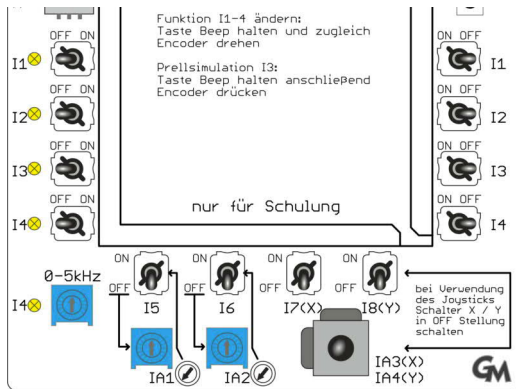 Funktion I1-4 ändern:
Taste Beep halten und zugleich
Encoder drehen
Prellsimulation I3:
Taste Beep halten anschließend
Encoder drücken
OFF ON
I1
OFF ON
I2
OFF ON
I3
OFF ON
I4
OFF ON
I1
OFF ON
I2
OFF ON
I3
OFF ON
I4
nur für Schulung
0-5kHz
I4
ON
OFF
I5
ON
OFF
I6
ON
OFF
I7(X)
ON
OFF
I8(Y)
IA1
IA2
IA3(X)
IA4(Y)
bei Verwendung
des Joysticks
Schalter X / Y
in OFF Stellung
schalten
GM